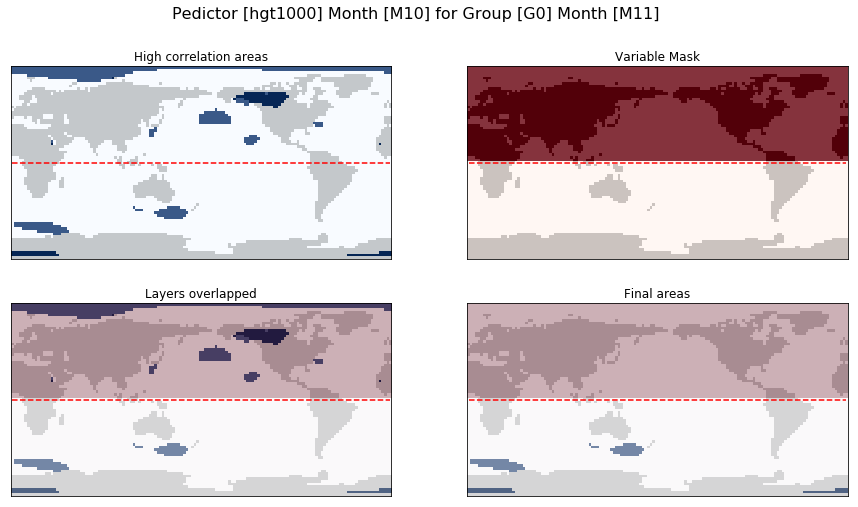 Pedictor [hgt1000] Month [M10] for Group [G0] Month [M11]
High correlation areas
Variable Mask
Layers overlapped
Final areas